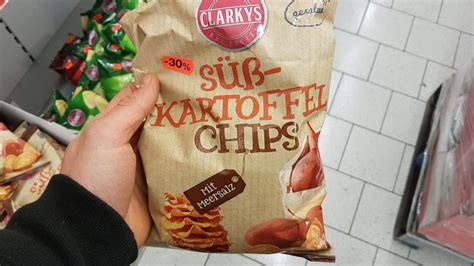 CLARKYS
-30%
SÜß-
KARTOFFEL
CHIPS
Mit
Meersalz